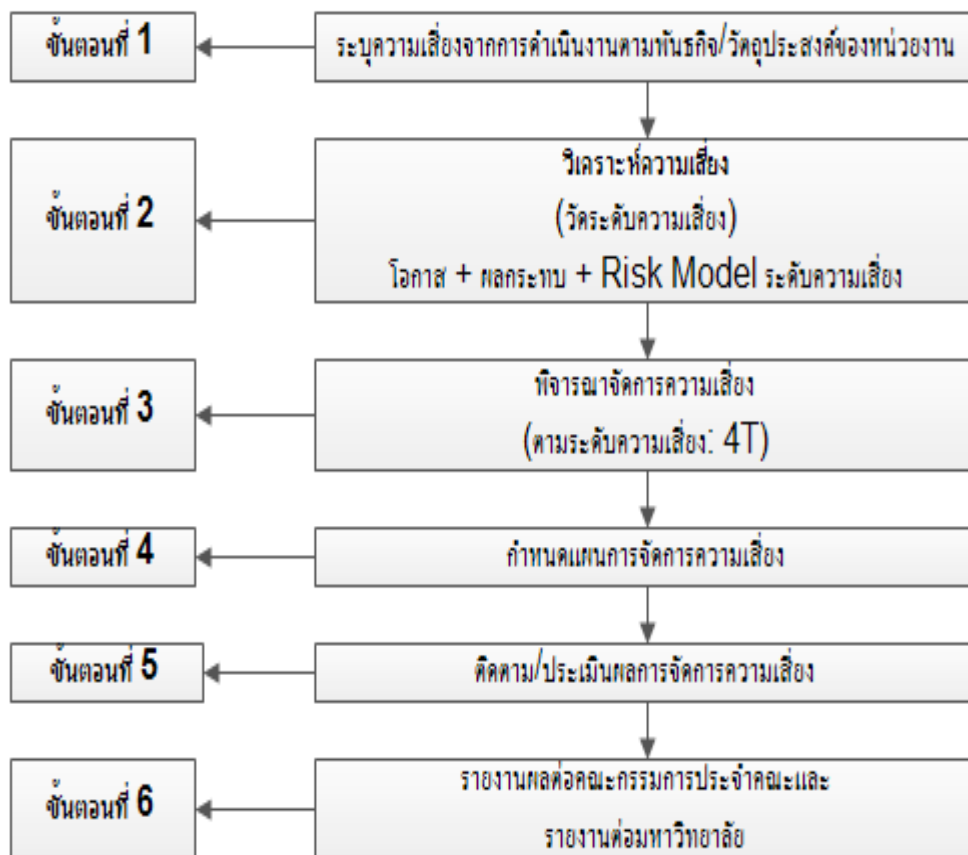 ขั้นตอนที่ 1
ระบุความเสี่ยงจากการดำเนินงานตามพันธกิจ/วัตถุประสงค์ของหน่วยงาน
ขั้นตอนที่ 2
วิเคราะห์ความเสี่ยง
(วัดระดับความเสี่ยง)
โอกาส + ผลกระทบ + Risk Model ระดับความเสี่ยง
ขั้นตอนที่ 3
พิจารณาจัดการความเสี่ยง
(ตามระดับความเสี่ยง: 4T)
ขั้นตอนที่ 4
กำหนดแผนการจัดการความเสี่ยง
ขั้นตอนที่ 5
ติดตาม/ประเมินผลการจัดการความเสี่ยง
ขั้นตอนที่ 6
รายงานผลต่อคณะกรรมการประจำคณะและ
รายงานต่อมหาวิทยาลัย